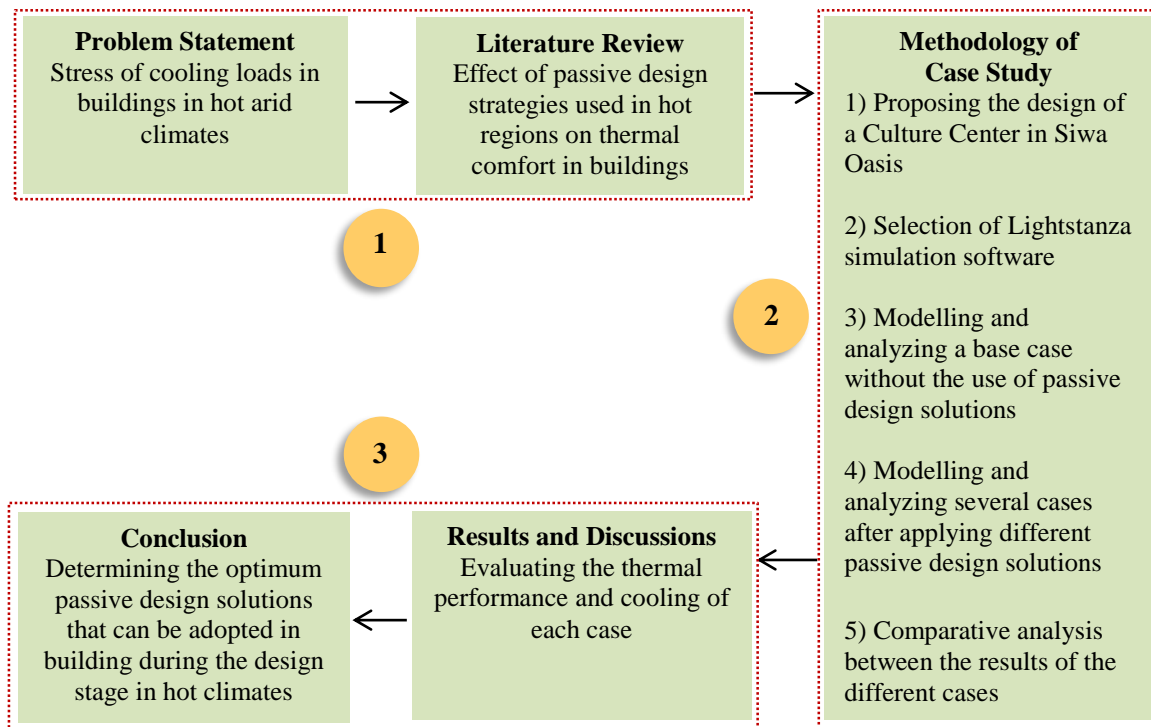 Problem Statement
Stress of cooling loads in
buildings in hot arid
climates
Literature Review
Effect of passive design
strategies used in hot
regions on thermal
comfort in buildings
1
Methodology of
Case Study
1) Proposing the design of
a Culture Center in Siwa
Oasis
2) Selection of Lightstanza
simulation software
3) Modelling and
analyzing a base case
without the use of passive
design solutions
4) Modelling and
analyzing several cases
after applying different
passive design solutions
5) Comparative analysis
between the results of the
different cases
2
3
Results and Discussions
Evaluating the thermal
performance and cooling of
each case
Conclusion
Determining the optimum
passive design solutions
that can be adopted in
building during the design
stage in hot climates